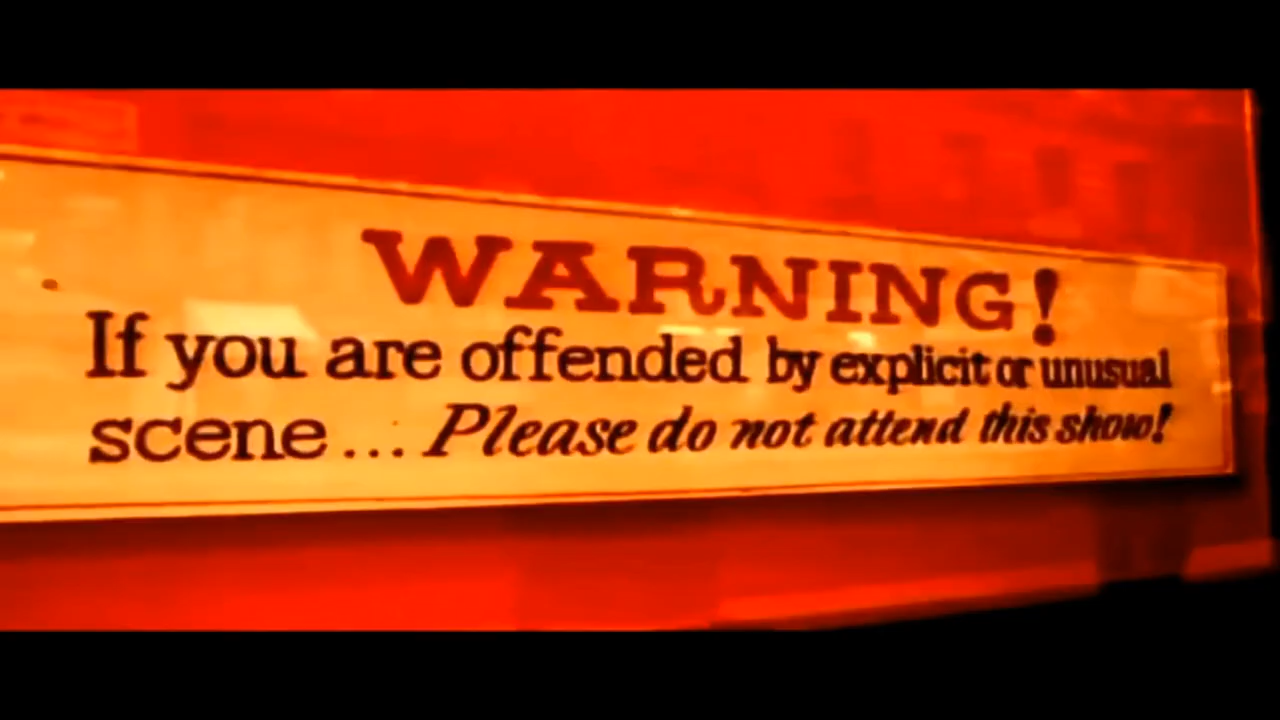 WARNING!
If you are offended by explicit or unusual
scene... Please do not attend this show!